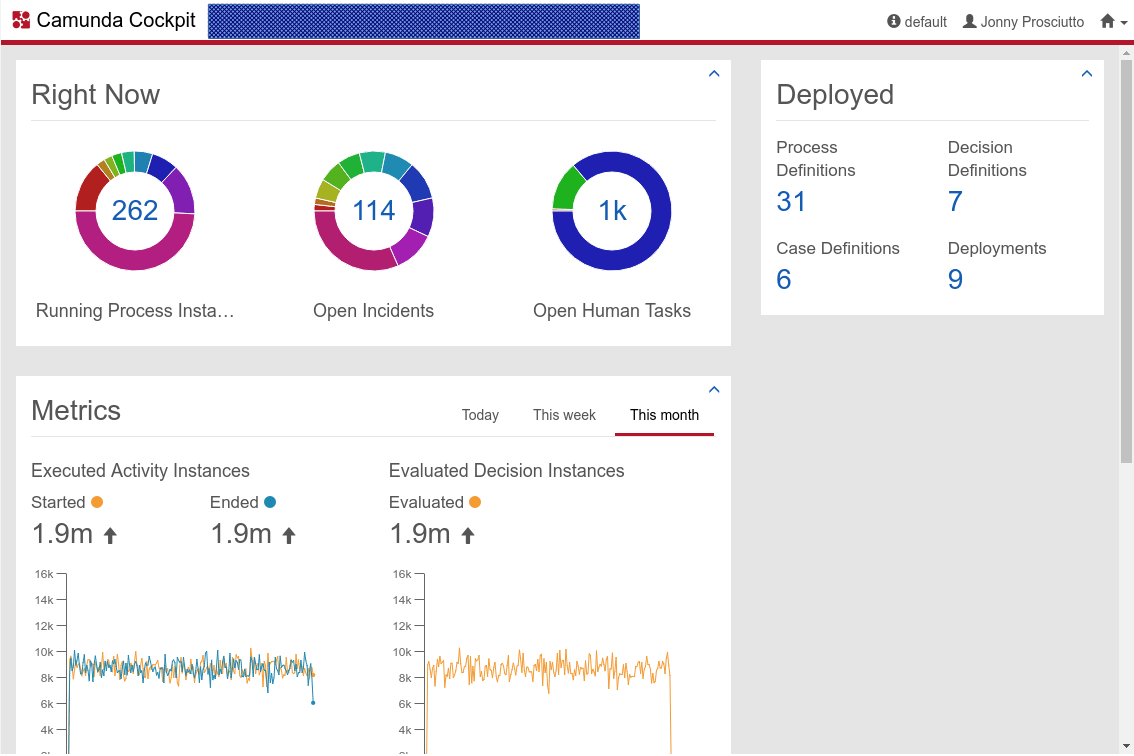 Camunda Cockpit
default Jonny Prosciutto
Right Now
262 114 1k
Running Process Insta… Open Incidents Open Human Tasks
Deployed
Process Definitions
31
Decision Definitions
7
Case Definitions
6
Deployments
9
Metrics
Today This week This month
Executed Activity Instances
Started Ended
1.9m 1.9m
16k
14k
12k
10k
8k
6k
4k
Evaluated Decision Instances
Evaluated
1.9m
16k
14k
12k
10k
8k
6k
4k